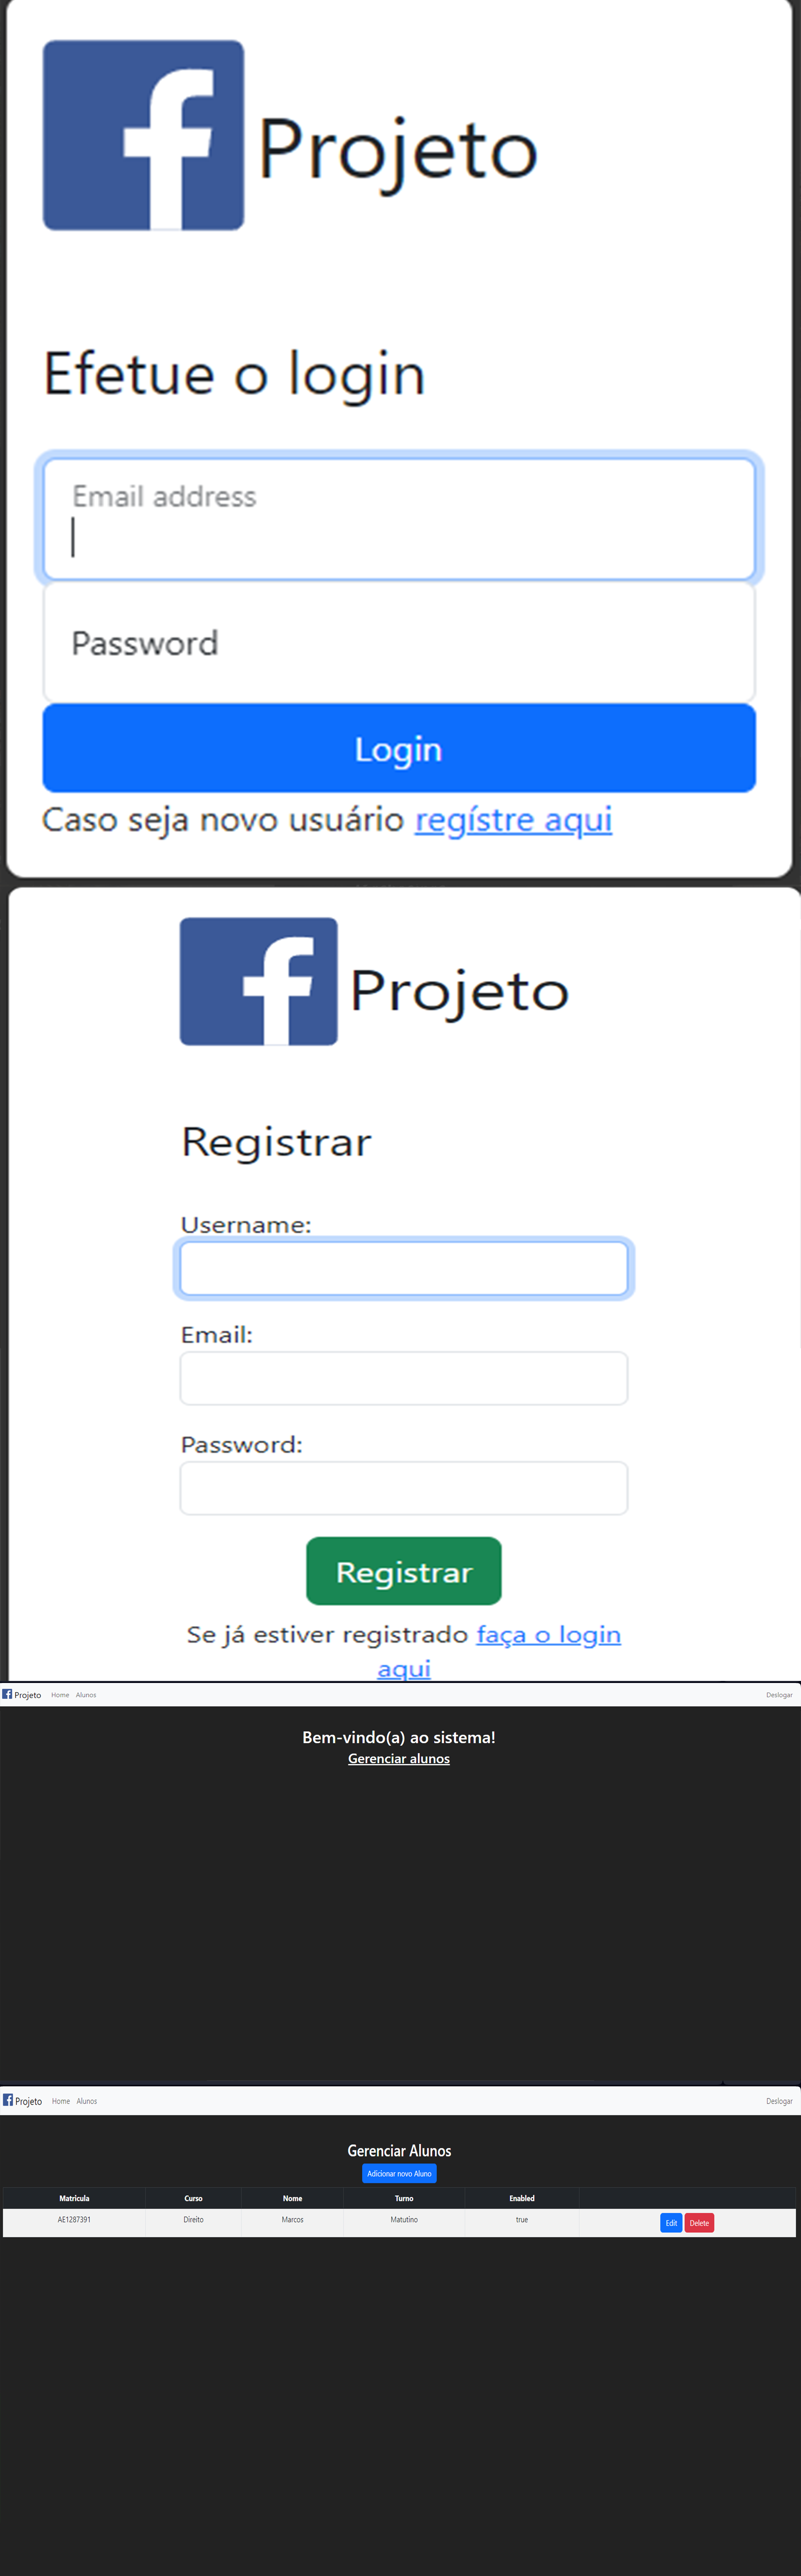 f Projeto
Efetue o login
Email address
Password
Login
Caso seja novo usuário regístre aqui
f Projeto
Registrar
Username:
Email:
Password:
Registrar
Se já estiver registrado faça o login
aqui
f Projeto Home Alunos Deslogar
Bem-vindo(a) ao sistema!
Gerenciar alunos
f Projeto Home Alunos Deslogar
Gerenciar Alunos
Adicionar novo Aluno
Matricula Curso Nome Turno Enabled
AE1287391 Direito Marcos Matutino true Edit Delete